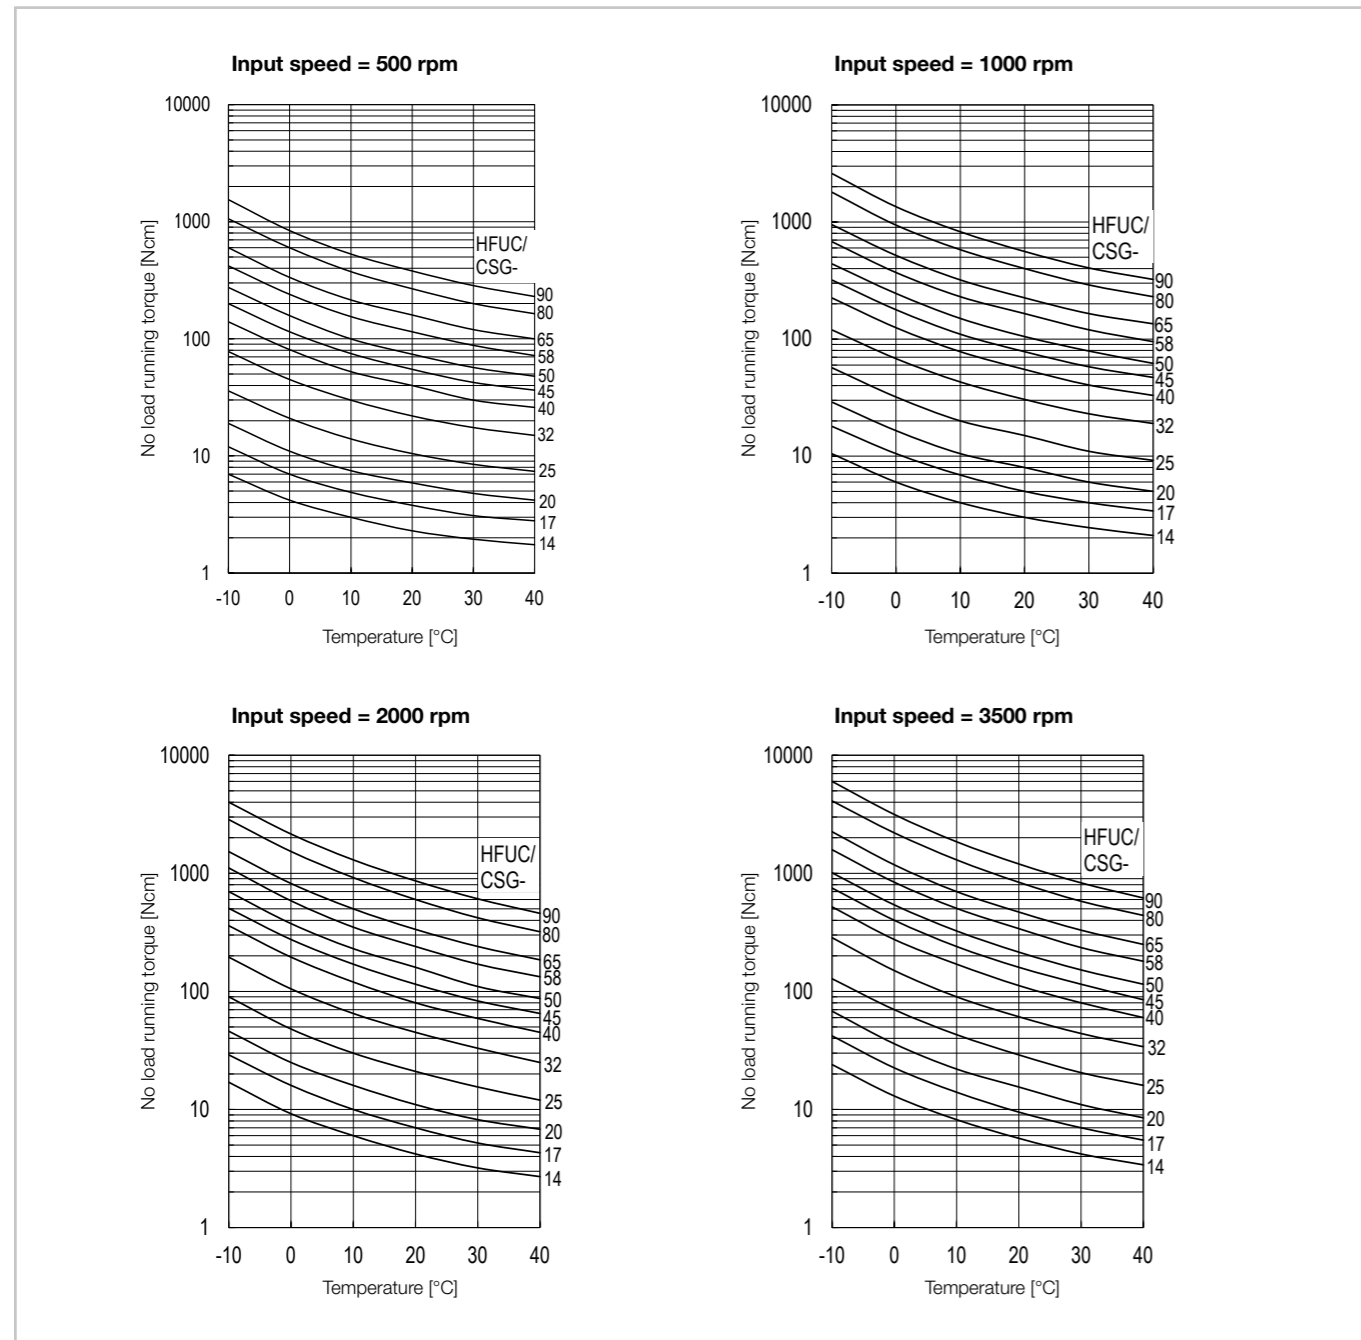 Input speed = 500 rpm
10000
1000
100
10
1
No load running torque [Ncm]
HFUC/
CSG-
90
80
65
58
50
45
40
32
25
20
17
14
-10 0 10 20 30 40
Temperature [°C]
Input speed = 1000 rpm
10000
1000
100
10
1
No load running torque [Ncm]
HFUC/
CSG-
90
80
65
58
50
45
40
32
25
20
17
14
-10 0 10 20 30 40
Temperature [°C]
Input speed = 2000 rpm
10000
1000
100
10
1
No load running torque [Ncm]
HFUC/
CSG-
90
80
65
58
50
45
40
32
25
20
17
14
-10 0 10 20 30 40
Temperature [°C]
Input speed = 3500 rpm
10000
1000
100
10
1
No load running torque [Ncm]
HFUC/
CSG-
90
80
65
58
50
45
40
32
25
20
17
14
-10 0 10 20 30 40
Temperature [°C]